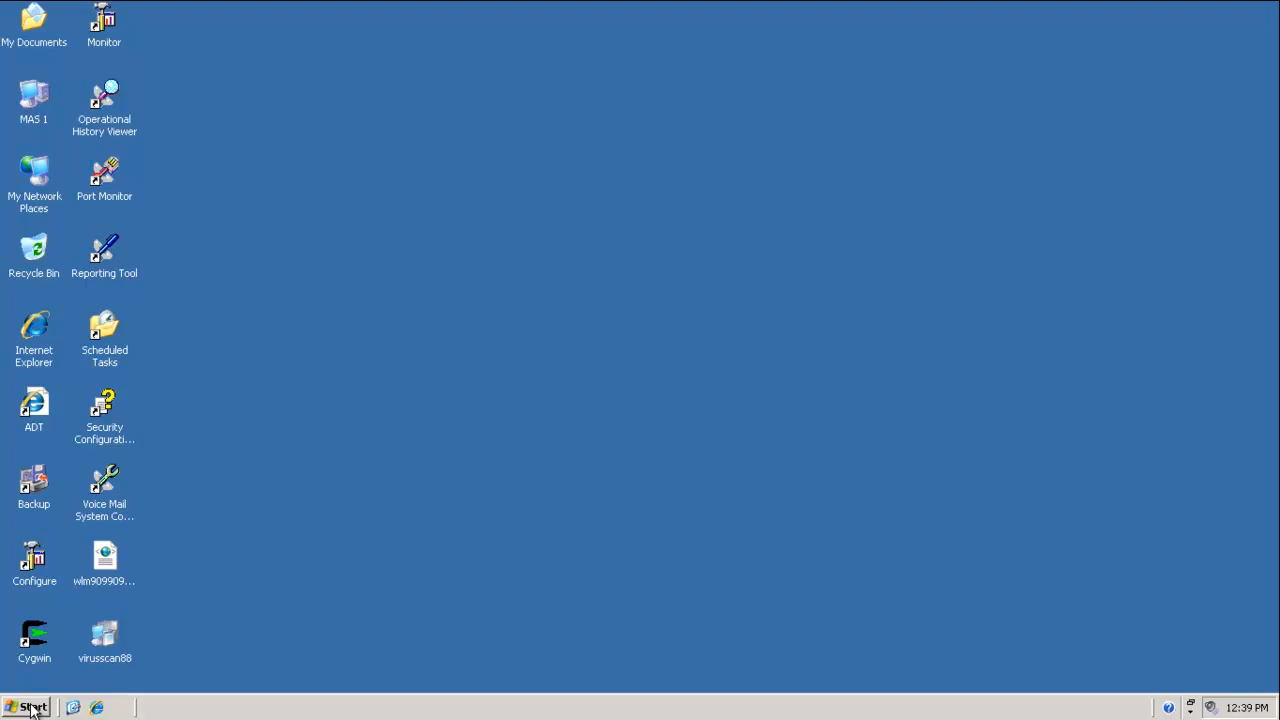 My Documents
Monitor
MAS 1
Operational
History Viewer
My Network
Places
Port Monitor
Recycle Bin
Reporting Tool
Internet
Explorer
Scheduled
Tasks
ADT
Security
Configurati...
Backup
Voice Mail
System Co...
Configure
wlm909909...
Cygwin
virusscan88
Start
12:39 PM